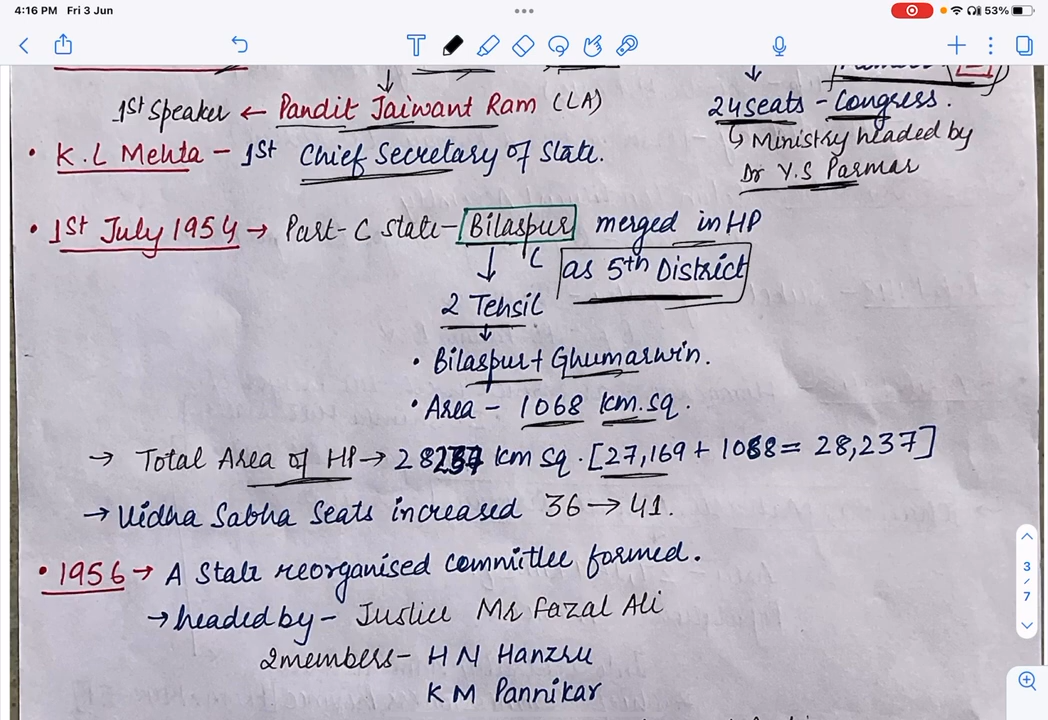 4:16 PM Fri 3 Jun
53%
1st Speaker ← Pandit Jaiwant Ram (LA)
24 seats - Congress.
Ministry headed by
Dr Y.S Parmar
• K.L Mehta - 1st Chief Secretary of State.
• 1st July 1954 → Part-C state - Bilaspur merged in HP
as 5th District
2 Tehsil
• Bilaspur + Ghumarwin.
• Area - 1068 km.sq.
→ Total Area of HP → 28237 km sq. [27,169 + 1068 = 28,237]
→ Vidha Sabha Seats increased 36 → 41.
• 1956 → A State reorganised committee formed.
→ headed by - Justice Mr Fazal Ali
2 members - H N Hanzru
K M Pannikar
3
/
7